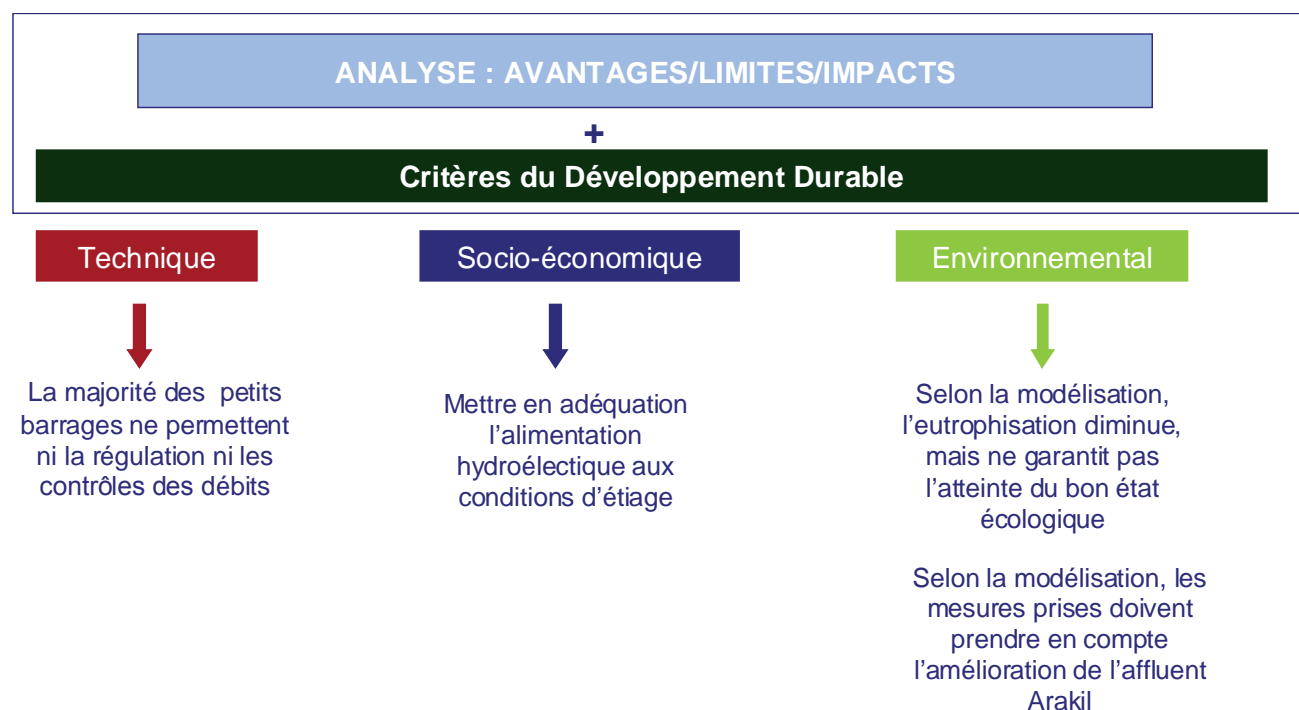 ANALYSE : AVANTAGES/LIMITES/IMPACTS
+
Critères du Développement Durable
Technique
La majorité des petits
barrages ne permettent
ni la régulation ni les
contrôles des débits
Socio-économique
Mettre en adéquation
l'alimentation
hydroélectique aux
conditions d'étiage
Environnemental
Selon la modélisation,
l'eutrophisation diminue,
mais ne garantit pas
l'atteinte du bon état
écologique
Selon la modélisation, les
mesures prises doivent
prendre en compte
l'amélioration de l'affluent
Arakil